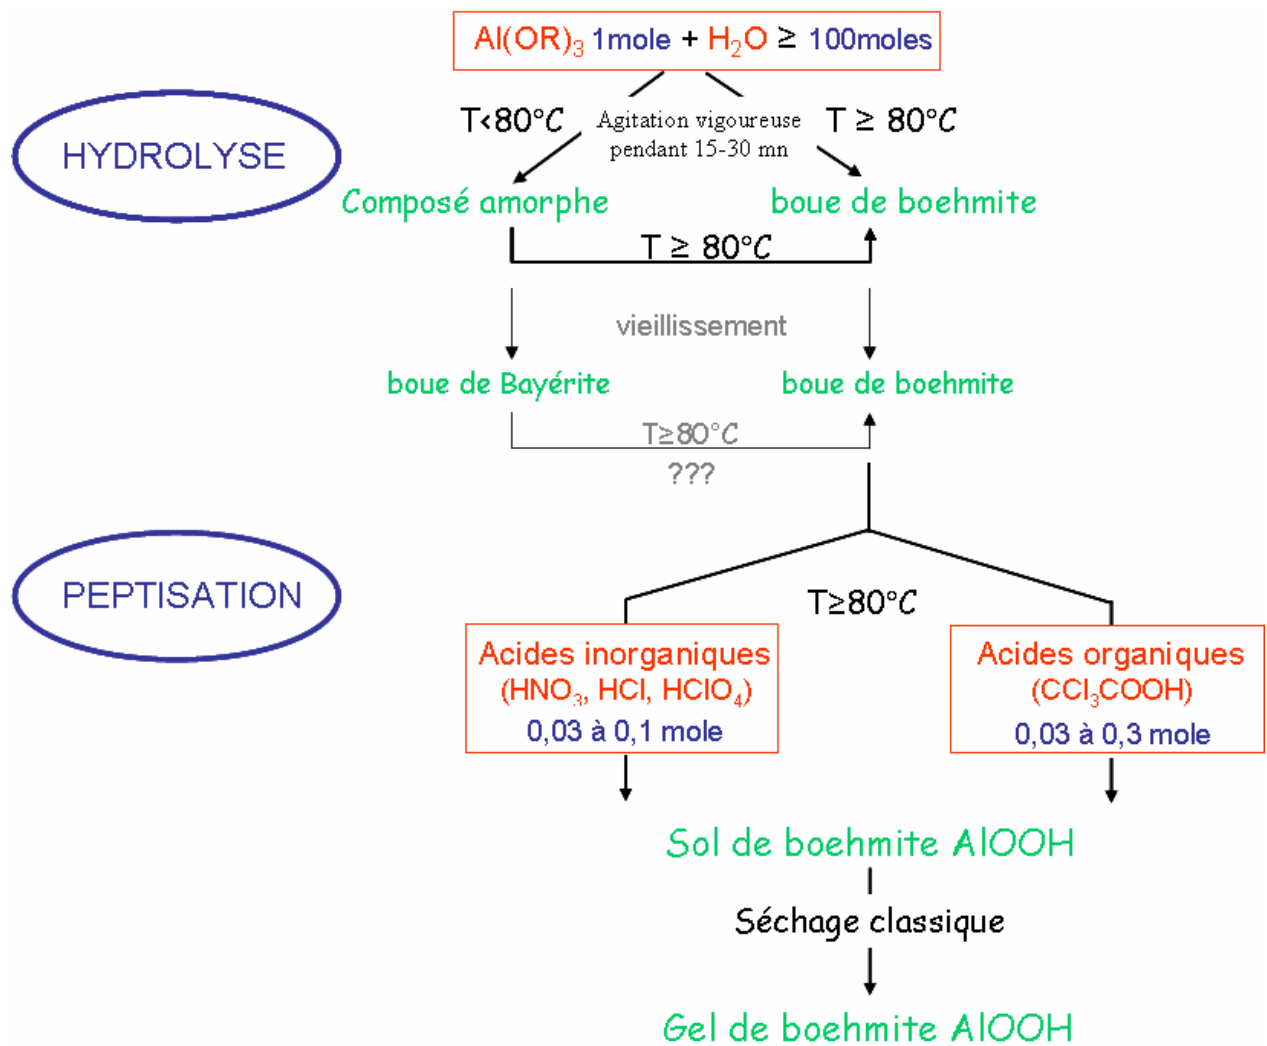 Al(OR)₃ 1mole + H₂O ≥ 100moles
T<80°C
Agitation vigoureuse
pendant 15-30 mn
T ≥ 80°C
HYDROLYSE
Composé amorphe
boue de boehmite
T ≥ 80°C
vieillissement
boue de Bayérite
boue de boehmite
T≥80°C
???
PEPTISATION
T≥80°C
Acides inorganiques
(HNO₃, HCl, HClO₄)
0,03 à 0,1 mole
Acides organiques
(CCl₃COOH)
0,03 à 0,3 mole
Sol de boehmite AlOOH
Séchage classique
Gel de boehmite AlOOH